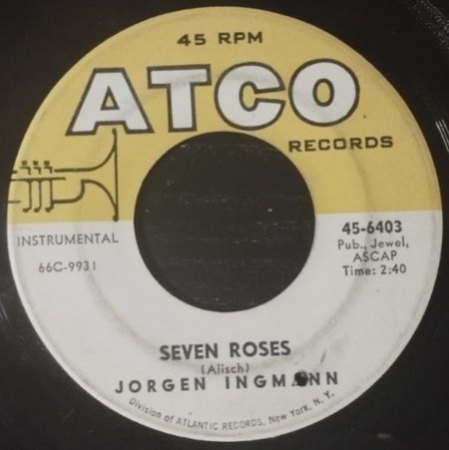 45 RPM
ATCO
RECORDS
INSTRUMENTAL
66C-9931
45-6403
Pub., Jewel,
ASCAP
Time: 2:40
SEVEN ROSES
(Alisch)
JORGEN INGMANN
Division of ATLANTIC RECORDS, New York, N. Y.